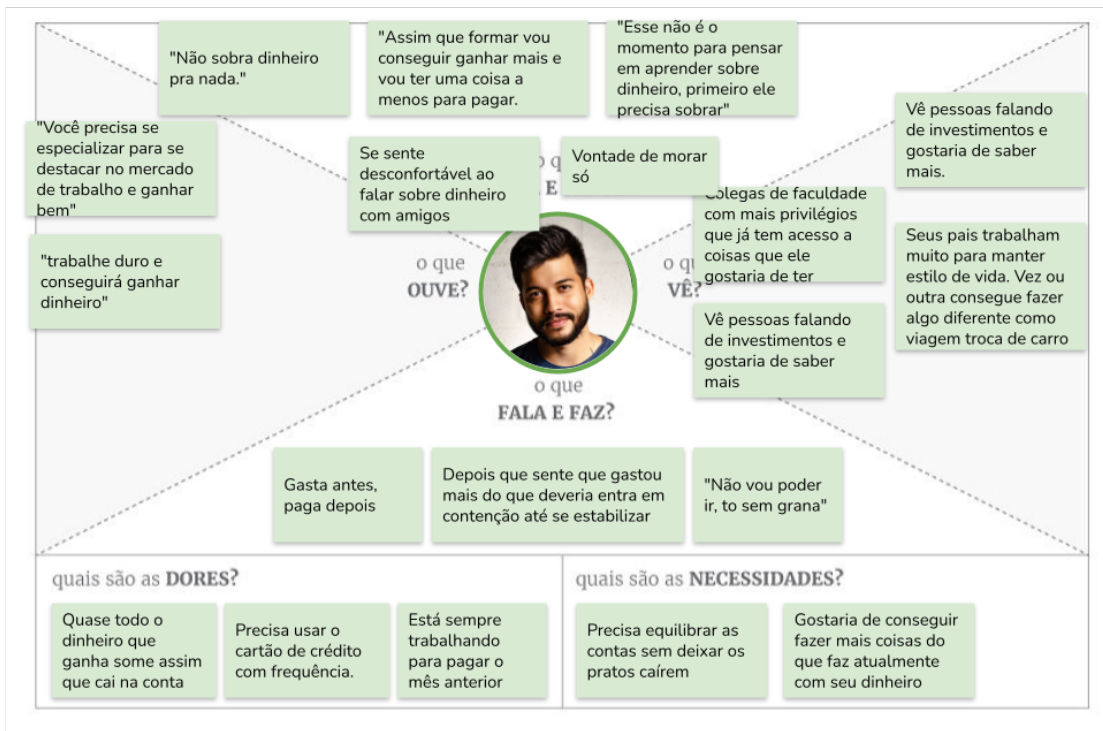 "Não sobra dinheiro
pra nada."
"Assim que formar vou
conseguir ganhar mais e
vou ter uma coisa a
menos para pagar.
"Esse não é o
momento para pensar
em aprender sobre
dinheiro, primeiro ele
precisa sobrar"
Se sente
desconfortável ao
falar sobre dinheiro
com amigos
Vontade de morar
só
E
"Você precisa se
especializar para se
destacar no mercado
de trabalho e ganhar
bem"
"trabalhe duro e
conseguirá ganhar
dinheiro"
o que
OUVE?
o qu
VÊ?
Vê pessoas falando
de investimentos e
gostaria de saber
mais.
Colegas de faculdade
com mais privilégios
que já tem acesso a
coisas que ele
gostaria de ter
Seus pais trabalham
muito para manter
estilo de vida. Vez ou
outra consegue fazer
algo diferente como
viagem troca de carro
Vê pessoas falando
de investimentos e
gostaria de saber
mais
o que
FALA E FAZ?
Gasta antes,
paga depois
Depois que sente que gastou
mais do que deveria entra em
contenção até se estabilizar
"Não vou poder
ir, to sem grana"
quais são as DORES?
Quase todo o
dinheiro que
ganha some assim
que cai na conta
Precisa usar o
cartão de crédito
com frequência.
Está sempre
trabalhando
para pagar o
mês anterior
quais são as NECESSIDADES?
Precisa equilibrar as
contas sem deixar os
pratos caírem
Gostaria de conseguir
fazer mais coisas do
que faz atualmente
com seu dinheiro